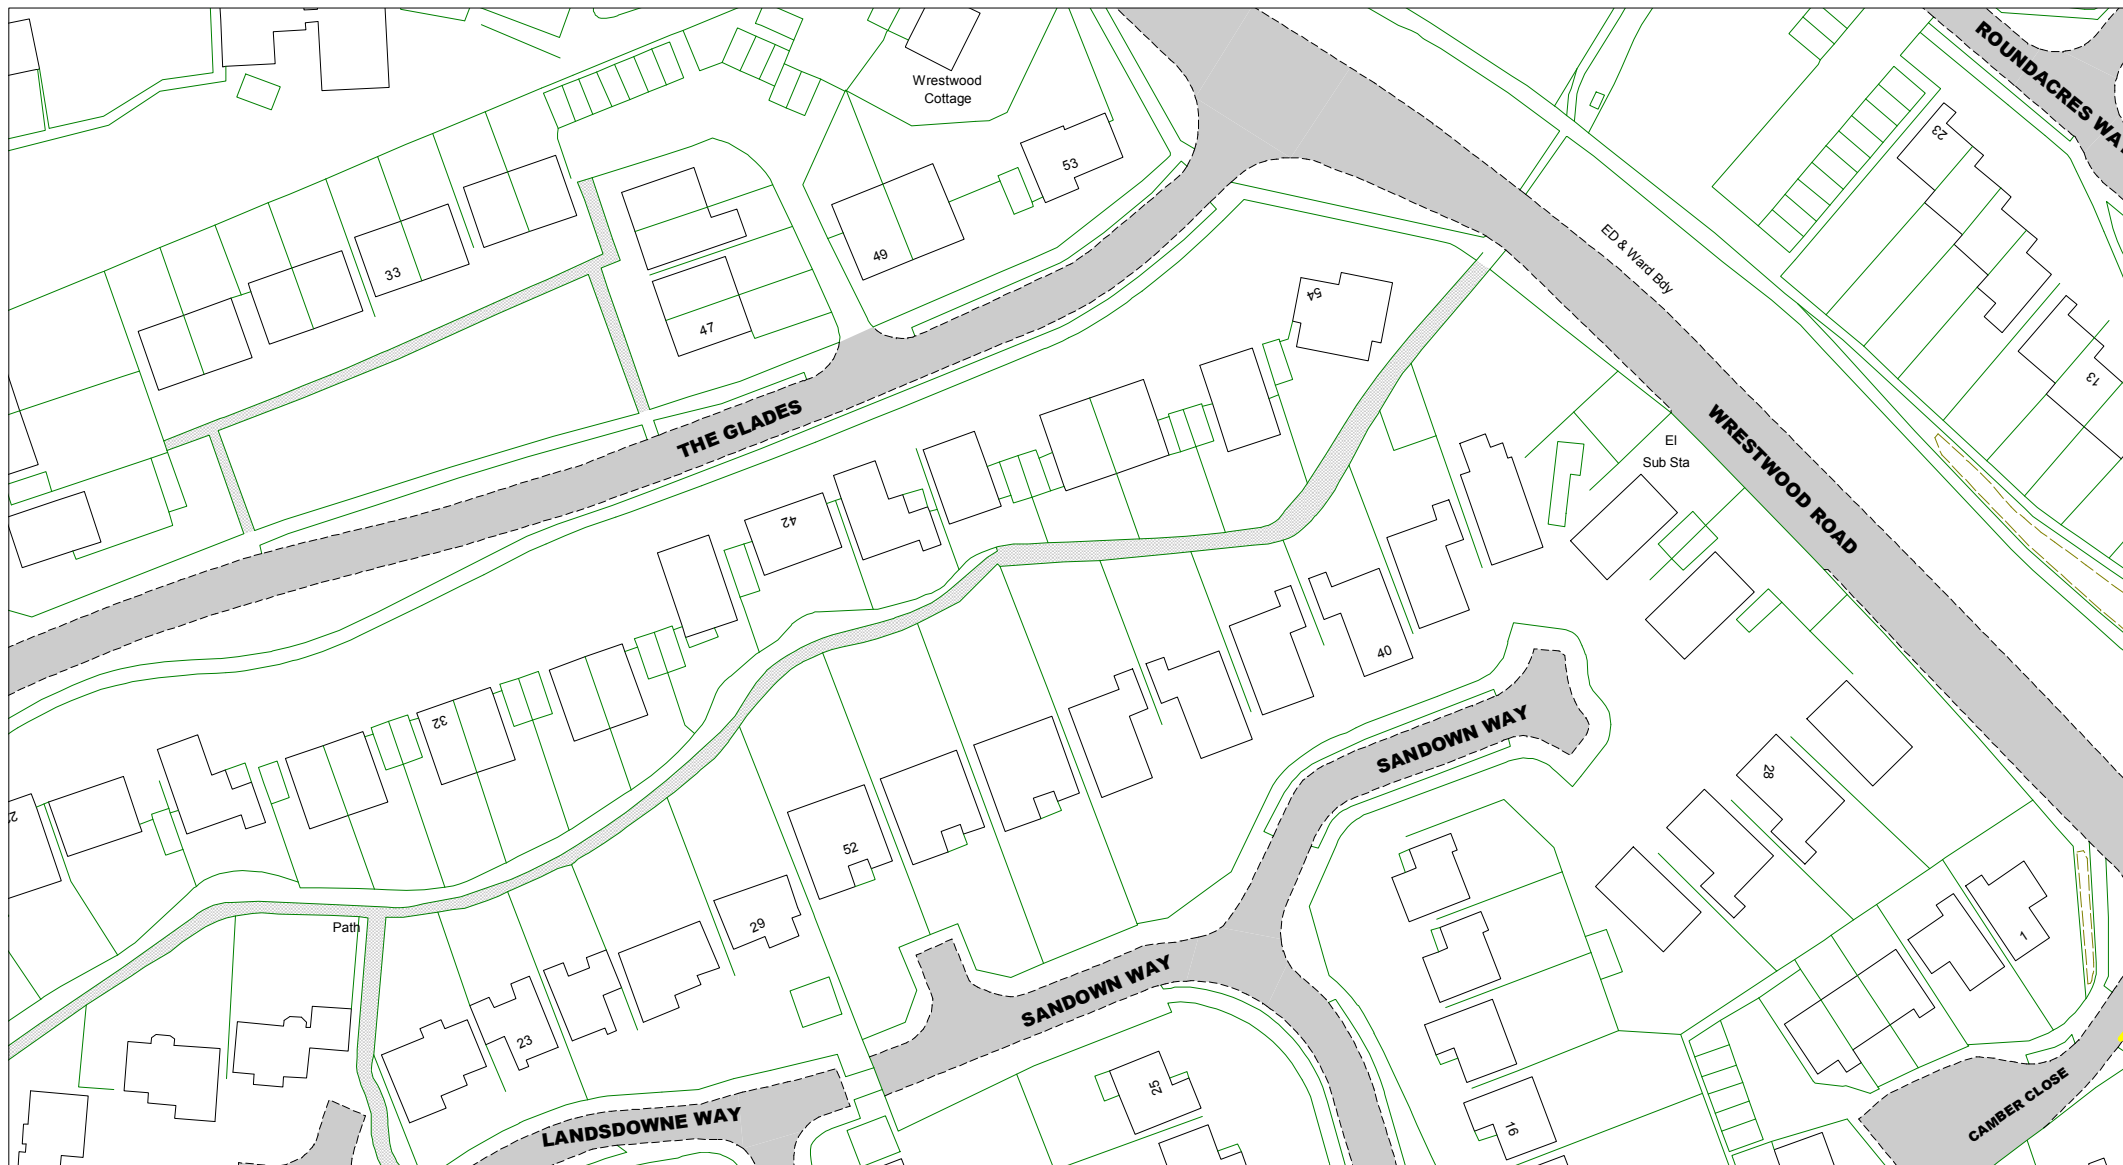 ROUNDACRES WAY
Wrestwood
Cottage
23
53
33
49
ED & Ward Bdy
54
47
13
THE GLADES
WRESTWOOD ROAD
El
Sub Sta
42
40
32
SANDOWN WAY
28
52
29
Path
1
SANDOWN WAY
23
25
CAMBER CLOSE
LANDSDOWNE WAY
16